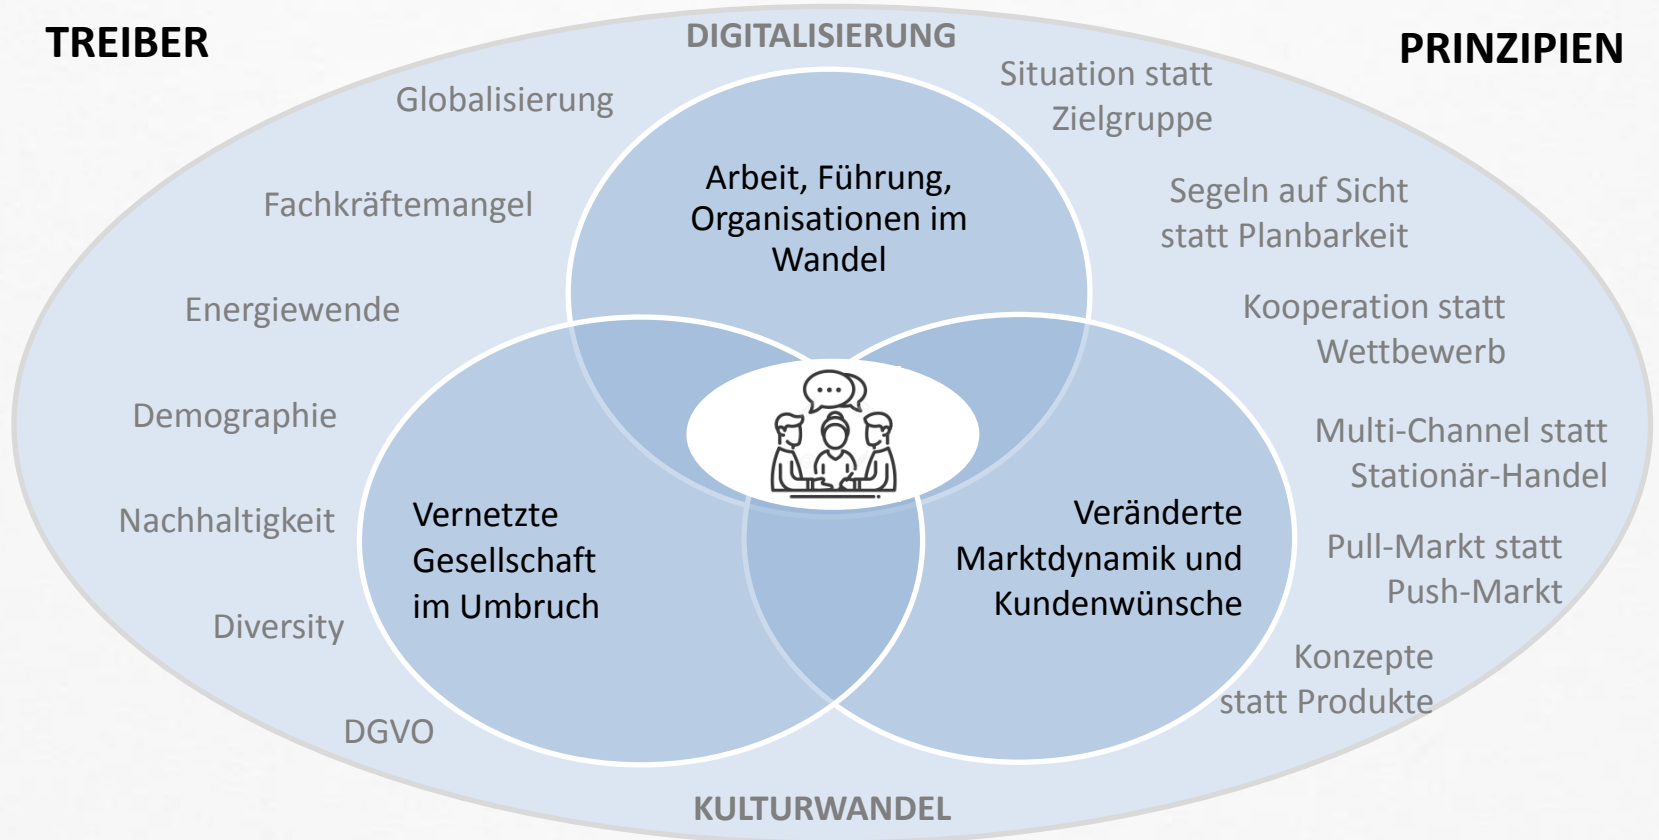 TREIBER
DIGITALISIERUNG
PRINZIPIEN
Globalisierung
Fachkräftemangel
Energiewende
Demographie
Nachhaltigkeit
Diversity
DGVO
Arbeit, Führung,
Organisationen im
Wandel
Vernetzte
Gesellschaft
im Umbruch
Veränderte
Marktdynamik und
Kundenwünsche
Situation statt
Zielgruppe
Segeln auf Sicht
statt Planbarkeit
Kooperation statt
Wettbewerb
Multi-Channel statt
Stationär-Handel
Pull-Markt statt
Push-Markt
Konzepte
statt Produkte
KULTURWANDEL